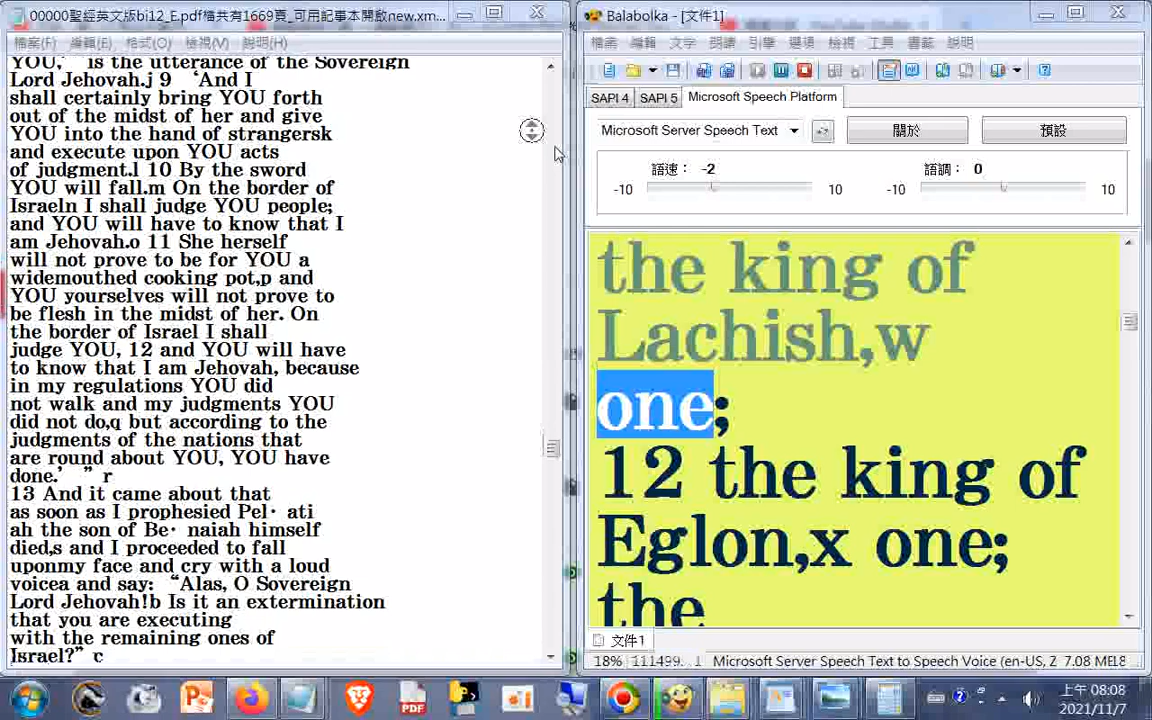 00000聖經英文版bi12_E.pdf檔共有1669頁_可用記事本開啟new.xm...
檔案(F) 編輯(E) 格式(O) 檢視(V) 說明(H)
YOU,’ is the utterance of the Sovereign
Lord Jehovah.j 9 ‘And I
shall certainly bring YOU forth
out of the midst of her and give
YOU into the hand of strangersk
and execute upon YOU acts
of judgment.l 10 By the sword
YOU will fall.m On the border of
Israeln I shall judge YOU people;
and YOU will have to know that I
am Jehovah.o 11 She herself
will not prove to be for YOU a
widemouthed cooking pot,p and
YOU yourselves will not prove to
be flesh in the midst of her. On
the border of Israel I shall
judge YOU, 12 and YOU will have
to know that I am Jehovah, because
in my regulations YOU did
not walk and my judgments YOU
did not do,q but according to the
judgments of the nations that
are round about YOU, YOU have
done.’ ” r
13 And it came about that
as soon as I prophesied Pel· ati
ah the son of Be· naiah himself
died,s and I proceeded to fall
uponmy face and cry with a loud
voicea and say: “Alas, O Sovereign
Lord Jehovah!b Is it an extermination
that you are executing
with the remaining ones of
Israel?” c
Balabolka - [文件1]
檔案 編輯 文字 朗讀 引擎 選項 檢視 工具 書籤 說明
SAPI 4 SAPI 5 Microsoft Speech Platform
Microsoft Server Speech Text 關於 預設
語速： -2 語調： 0
-10 10 -10 10
the king of
Lachish,w
one;
12 the king of
Eglon,x one;
the
文件1
18% 111499. 1 Microsoft Server Speech Text to Speech Voice (en-US, Z 7.08 MEL8
PDF
上午 08:08
2021/11/7